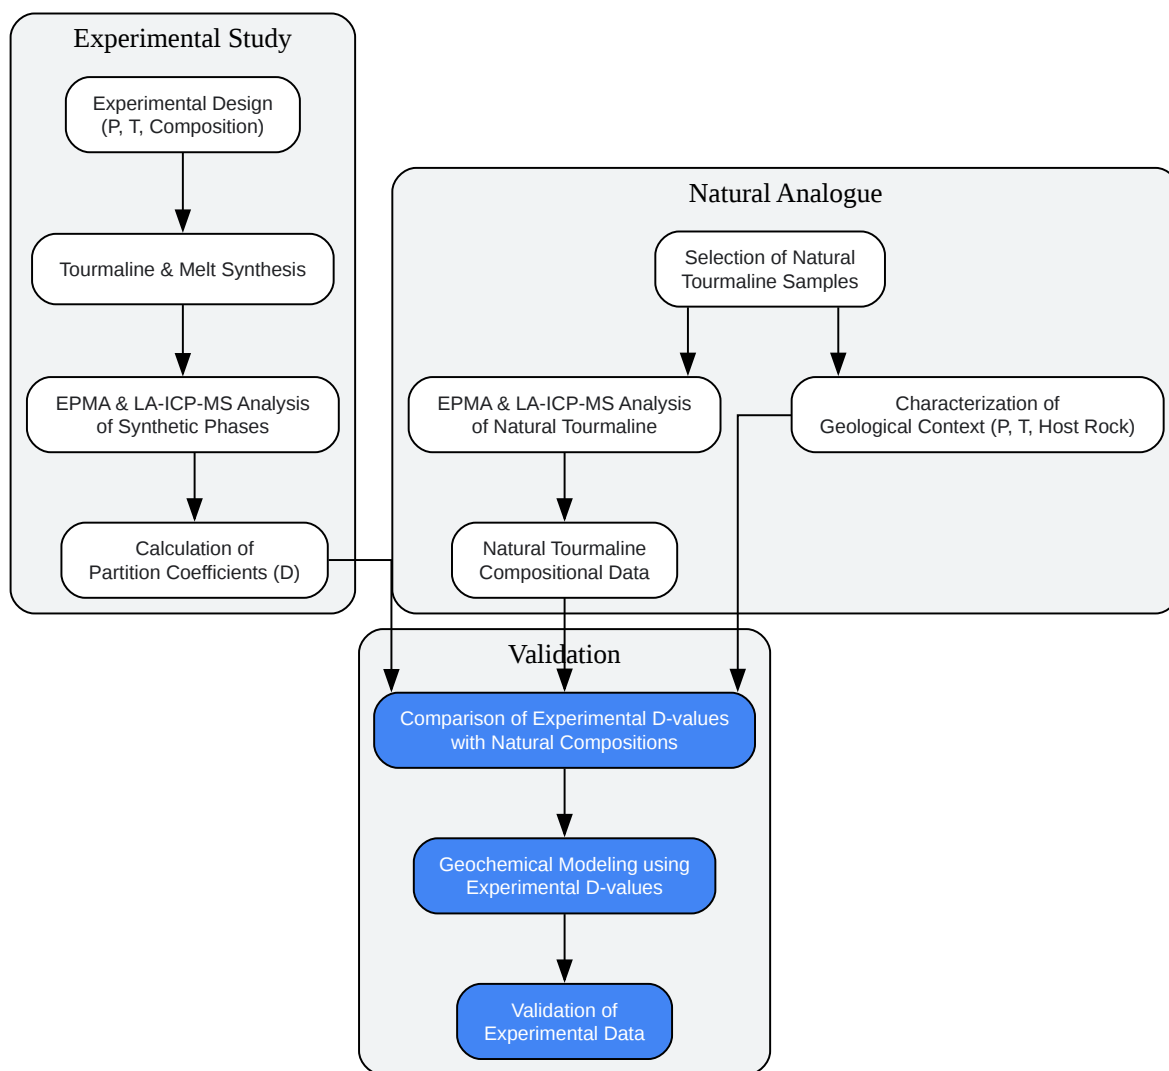 Experimental Study
Experimental Design
(P, T, Composition)
Tourmaline & Melt Synthesis
EPMA & LA-ICP-MS Analysis
of Synthetic Phases
Calculation of
Partition Coefficients (D)
Natural Analogue
Selection of Natural
Tourmaline Samples
EPMA & LA-ICP-MS Analysis
of Natural Tourmaline
Characterization of
Geological Context (P, T, Host Rock)
Natural Tourmaline
Compositional Data
Validation
Comparison of Experimental D-values
with Natural Compositions
Geochemical Modeling using
Experimental D-values
Validation of
Experimental Data